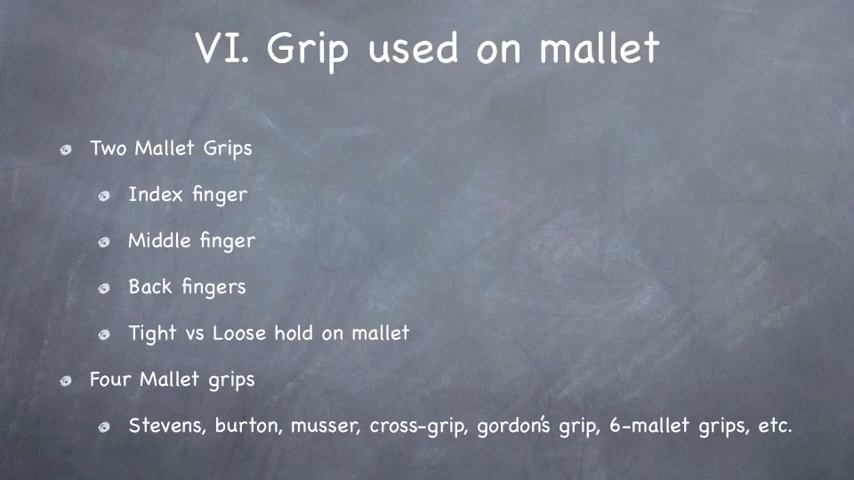 VI. Grip used on mallet
Two Mallet Grips
Index finger
Middle finger
Back fingers
Tight vs Loose hold on mallet
Four Mallet grips
Stevens, burton, musser, cross-grip, gordon's grip, 6-mallet grips, etc.